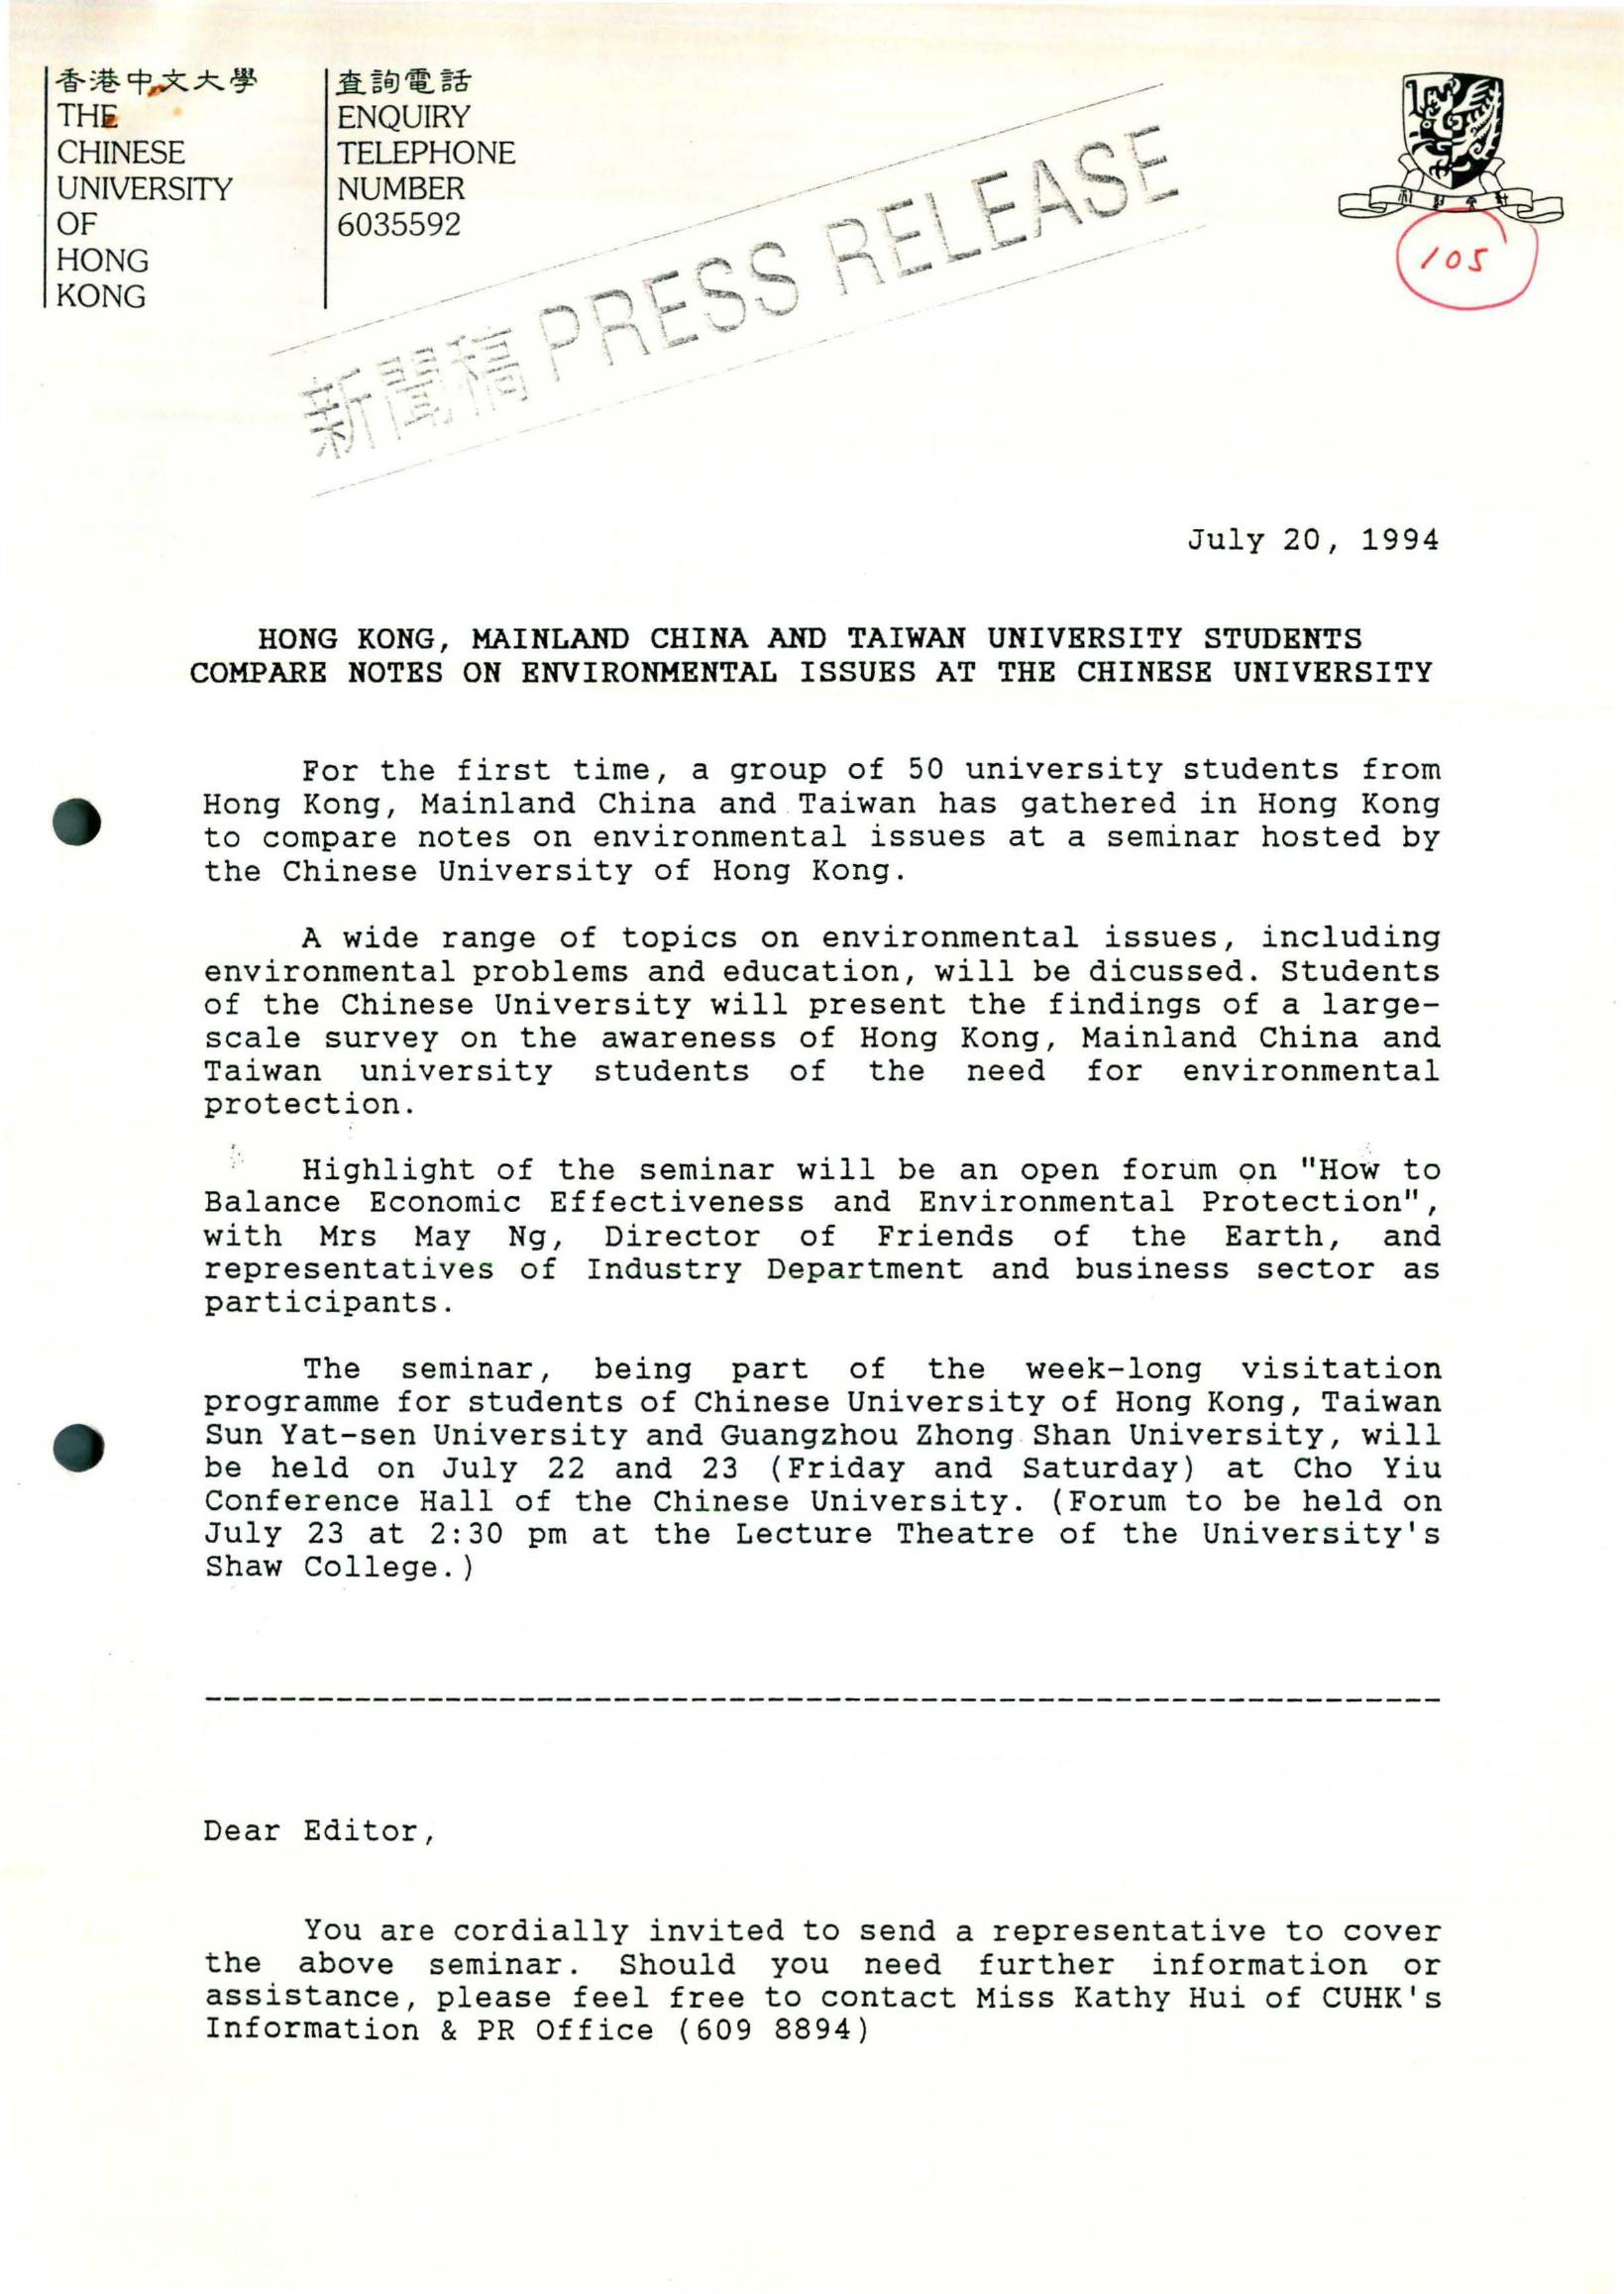 香港中文大學
THE
CHINESE
UNIVERSITY
OF
HONG
KONG
查詢電話
ENQUIRY
TELEPHONE
NUMBER
6035592
新聞稿 PRESS RELEASE
105
July 20, 1994
HONG KONG, MAINLAND CHINA AND TAIWAN UNIVERSITY STUDENTS
COMPARE NOTES ON ENVIRONMENTAL ISSUES AT THE CHINESE UNIVERSITY
For the first time, a group of 50 university students from
Hong Kong, Mainland China and Taiwan has gathered in Hong Kong
to compare notes on environmental issues at a seminar hosted by
the Chinese University of Hong Kong.
A wide range of topics on environmental issues, including
environmental problems and education, will be dicussed. Students
of the Chinese University will present the findings of a large-
scale survey on the awareness of Hong Kong, Mainland China and
Taiwan university students of the need for environmental
protection.
Highlight of the seminar will be an open forum on "How to
Balance Economic Effectiveness and Environmental Protection",
with Mrs May Ng, Director of Friends of the Earth, and
representatives of Industry Department and business sector as
participants.
The seminar, being part of the week-long visitation
programme for students of Chinese University of Hong Kong, Taiwan
Sun Yat-sen University and Guangzhou Zhong Shan University, will
be held on July 22 and 23 (Friday and Saturday) at Cho Yiu
Conference Hall of the Chinese University. (Forum to be held on
July 23 at 2:30 pm at the Lecture Theatre of the University's
Shaw College.)
Dear Editor,
You are cordially invited to send a representative to cover
the above seminar. Should you need further information or
assistance, please feel free to contact Miss Kathy Hui of CUHK's
Information & PR Office (609 8894)